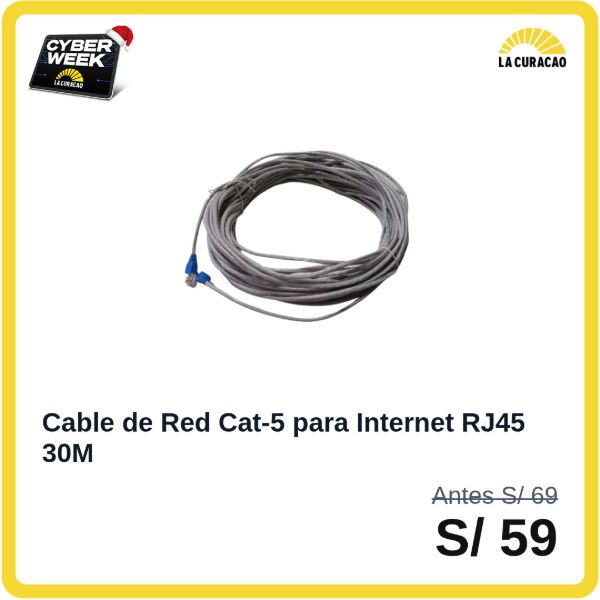 CYBER
WEEK
LA CURACAO
LA CURACAO
Cable de Red Cat-5 para Internet RJ45
30M
Antes S/ 69
S/ 59